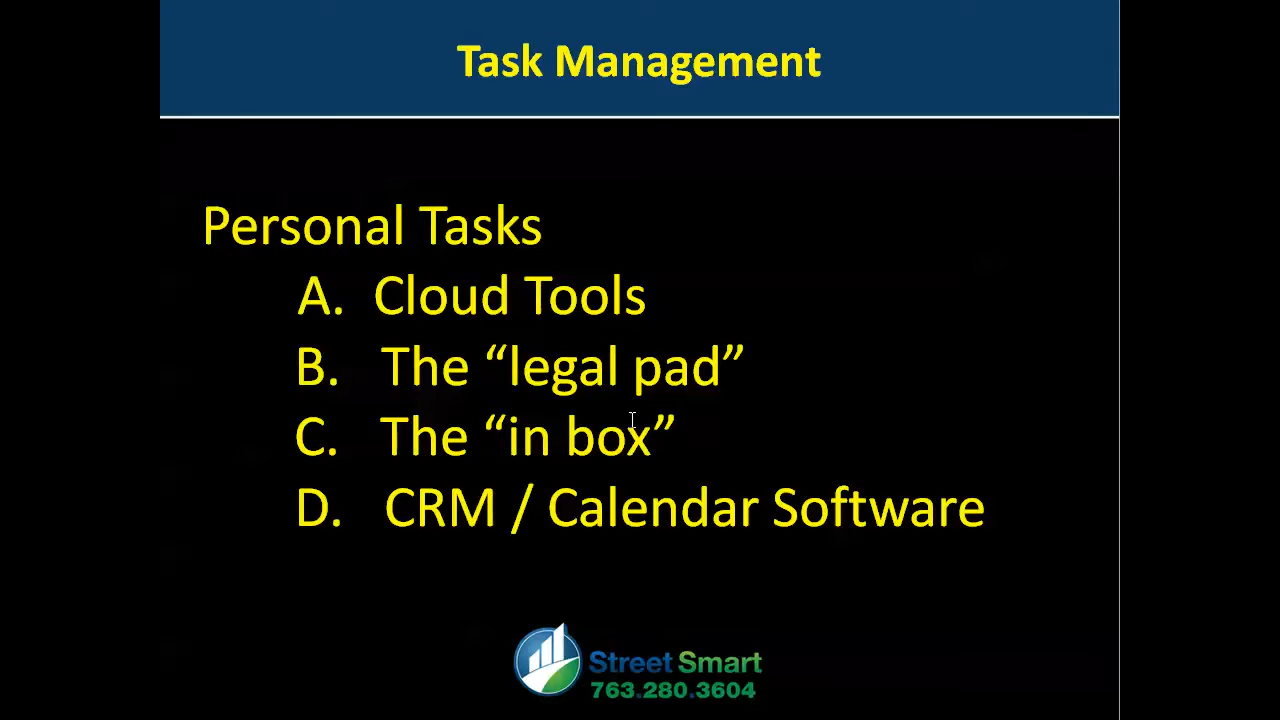 Task Management
Personal Tasks
A. Cloud Tools
B. The “legal pad”
C. The “in box”
D. CRM / Calendar Software
Street Smart
763.280.3604